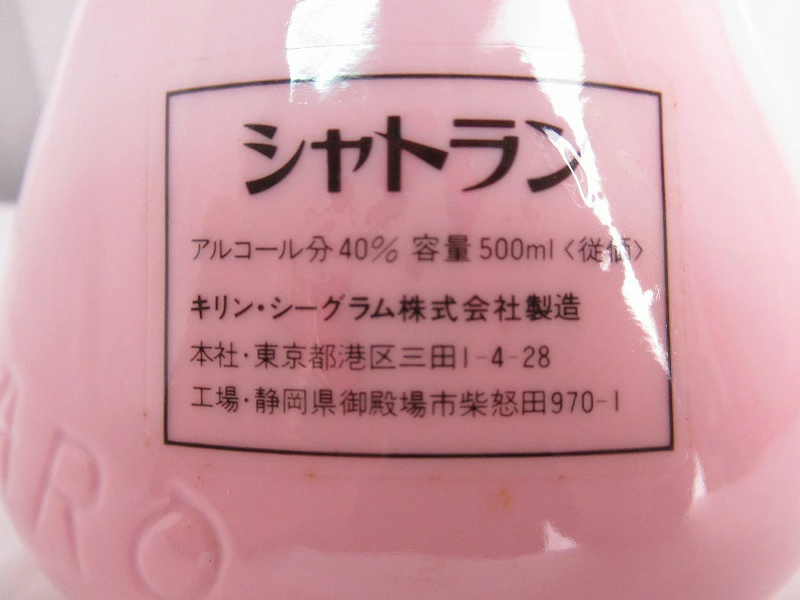 シャトラン
アルコール分40% 容量500ml〈従価〉
キリン・シーグラム株式会社製造
本社・東京都港区三田1-4-28
工場・静岡県御殿場市柴怒田970-1
ARO